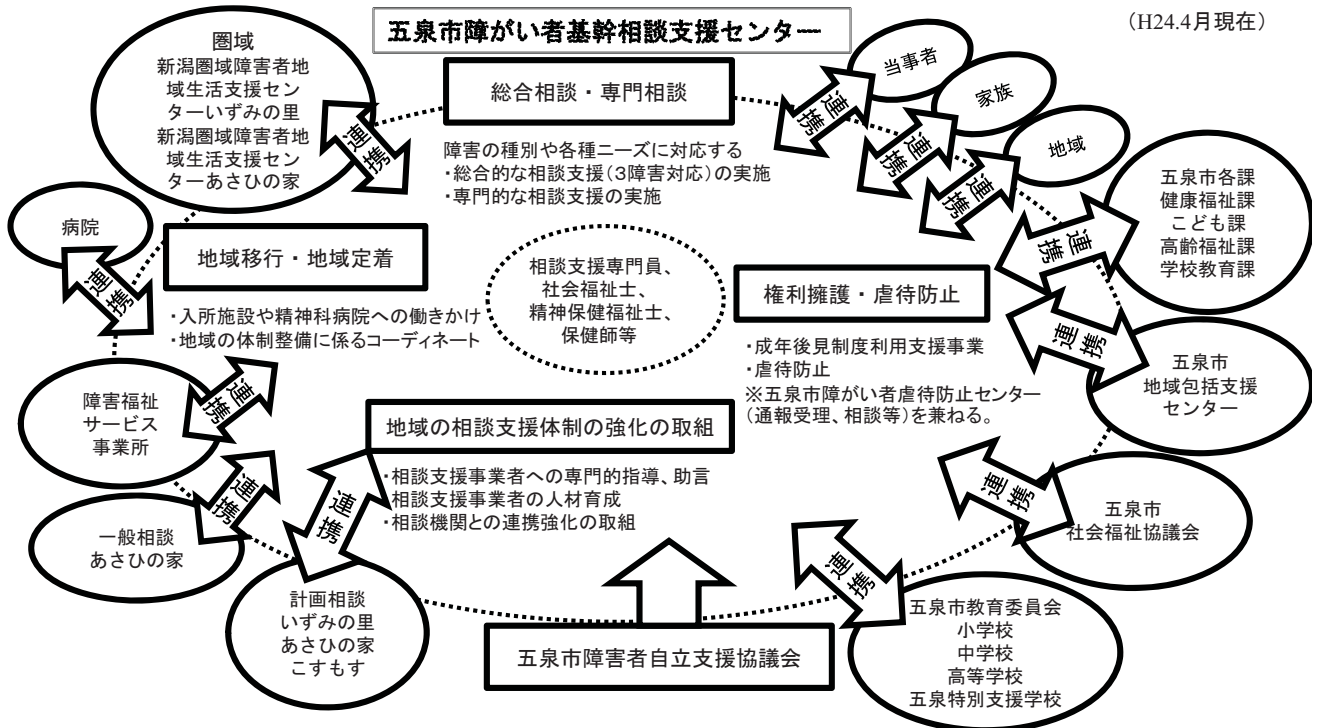 五泉市障がい者基幹相談支援センター
(H24.4月現在)
圏域
新潟圏域障害者地
域生活支援セン
ターいずみの里
新潟圏域障害者地
域生活支援セン
ターあさひの家
連携
総合相談・専門相談
障害の種別や各種ニーズに対応する
・総合的な相談支援(3障害対応)の実施
・専門的な相談支援の実施
当事者
連携
家族
連携
地域
連携
五泉市各課
健康福祉課
こども課
高齢福祉課
学校教育課
連携
病院
連携
地域移行・地域定着
・入所施設や精神科病院への働きかけ
・地域の体制整備に係るコーディネート
相談支援専門員、
社会福祉士、
精神保健福祉士、
保健師等
権利擁護・虐待防止
・成年後見制度利用支援事業
・虐待防止
※五泉市障がい者虐待防止センター
(通報受理、相談等)を兼ねる。
連携
五泉市
地域包括支援
センター
障害福祉
サービス
事業所
連携
地域の相談支援体制の強化の取組
・相談支援事業者への専門的指導、助言
・相談支援事業者の人材育成
・相談機関との連携強化の取組
連携
五泉市
社会福祉協議会
一般相談
あさひの家
連携
連携
計画相談
いずみの里
あさひの家
こすもす
五泉市障害者自立支援協議会
連携
五泉市教育委員会
小学校
中学校
高等学校
五泉特別支援学校